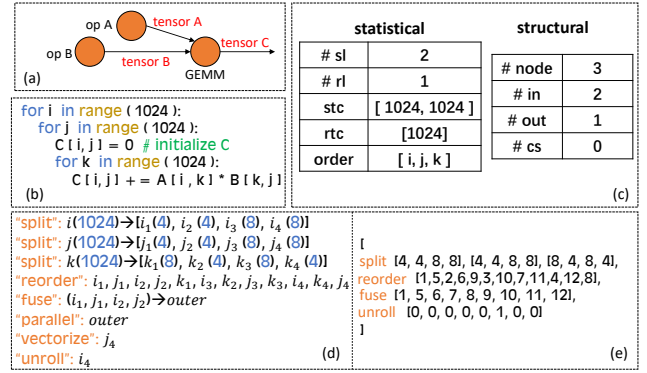 op A
tensor A
op B
tensor B
GEMM
tensor C
(a)
for i in range ( 1024 ):
for j in range ( 1024 ):
C [ i, j ] = 0 # initialize C
for k in range ( 1024 ):
C [ i, j ] + = A [ i , k ] * B [ k, j ]
(b)
statistical
# sl 2
# rl 1
stc [ 1024, 1024 ]
rtc [1024]
order [ i, j, k ]
structural
# node 3
# in 2
# out 1
# cs 0
(c)
"split": i(1024)→[i₁(4), i₂ (4), i₃ (8), i₄ (8)]
"split": j(1024)→[j₁(4), j₂ (4), j₃ (8), j₄ (8)]
"split": k(1024)→[k₁(8), k₂ (4), k₃ (8), k₄ (4)]
"reorder": i₁, j₁, i₂, j₂, k₁, i₃, k₂, j₃, k₃, i₄, k₄, j₄
"fuse": (i₁, j₁, i₂, j₂)→outer
"parallel": outer
"vectorize": j₄
"unroll": i₄
(d)
[
split [4, 4, 8, 8], [4, 4, 8, 8], [8, 4, 8, 4],
reorder [1,5,2,6,9,3,10,7,11,4,12,8],
fuse [1, 5, 6, 7, 8, 9, 10, 11, 12],
unroll [0, 0, 0, 0, 0, 1, 0, 0]
]
(e)